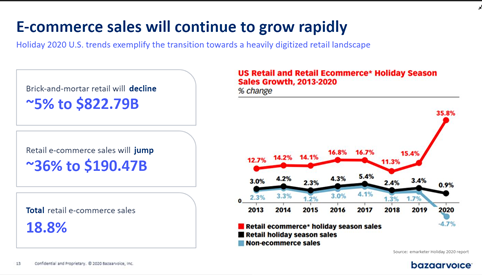 E-commerce sales will continue to grow rapidly
Holiday 2020 U.S. trends exemplify the transition towards a heavily digitized retail landscape
Brick-and-mortar retail will decline
~5% to $822.79B
Retail e-commerce sales will jump
~36% to $190.47B
Total retail e-commerce sales
18.8%
US Retail and Retail Ecommerce* Holiday Season
Sales Growth, 2013-2020
% change
35.8%
12.7% 14.2% 14.1% 16.8% 16.7% 11.3% 15.4%
3.0% 4.2% 2.3% 4.3% 5.4% 2.4% 3.4% 0.9%
0
2.3% 3.3% 1.2% 3.0% 4.1% 1.3% 1.7%
-4.7%
2013 2014 2015 2016 2017 2018 2019 2020
Retail ecommerce* holiday season sales
Retail holiday season sales
Non-ecommerce sales
Source: emarketer Holiday 2020 report
Confidential and Proprietary. © 2020 Bazaarvoice, Inc.
bazaarvoice